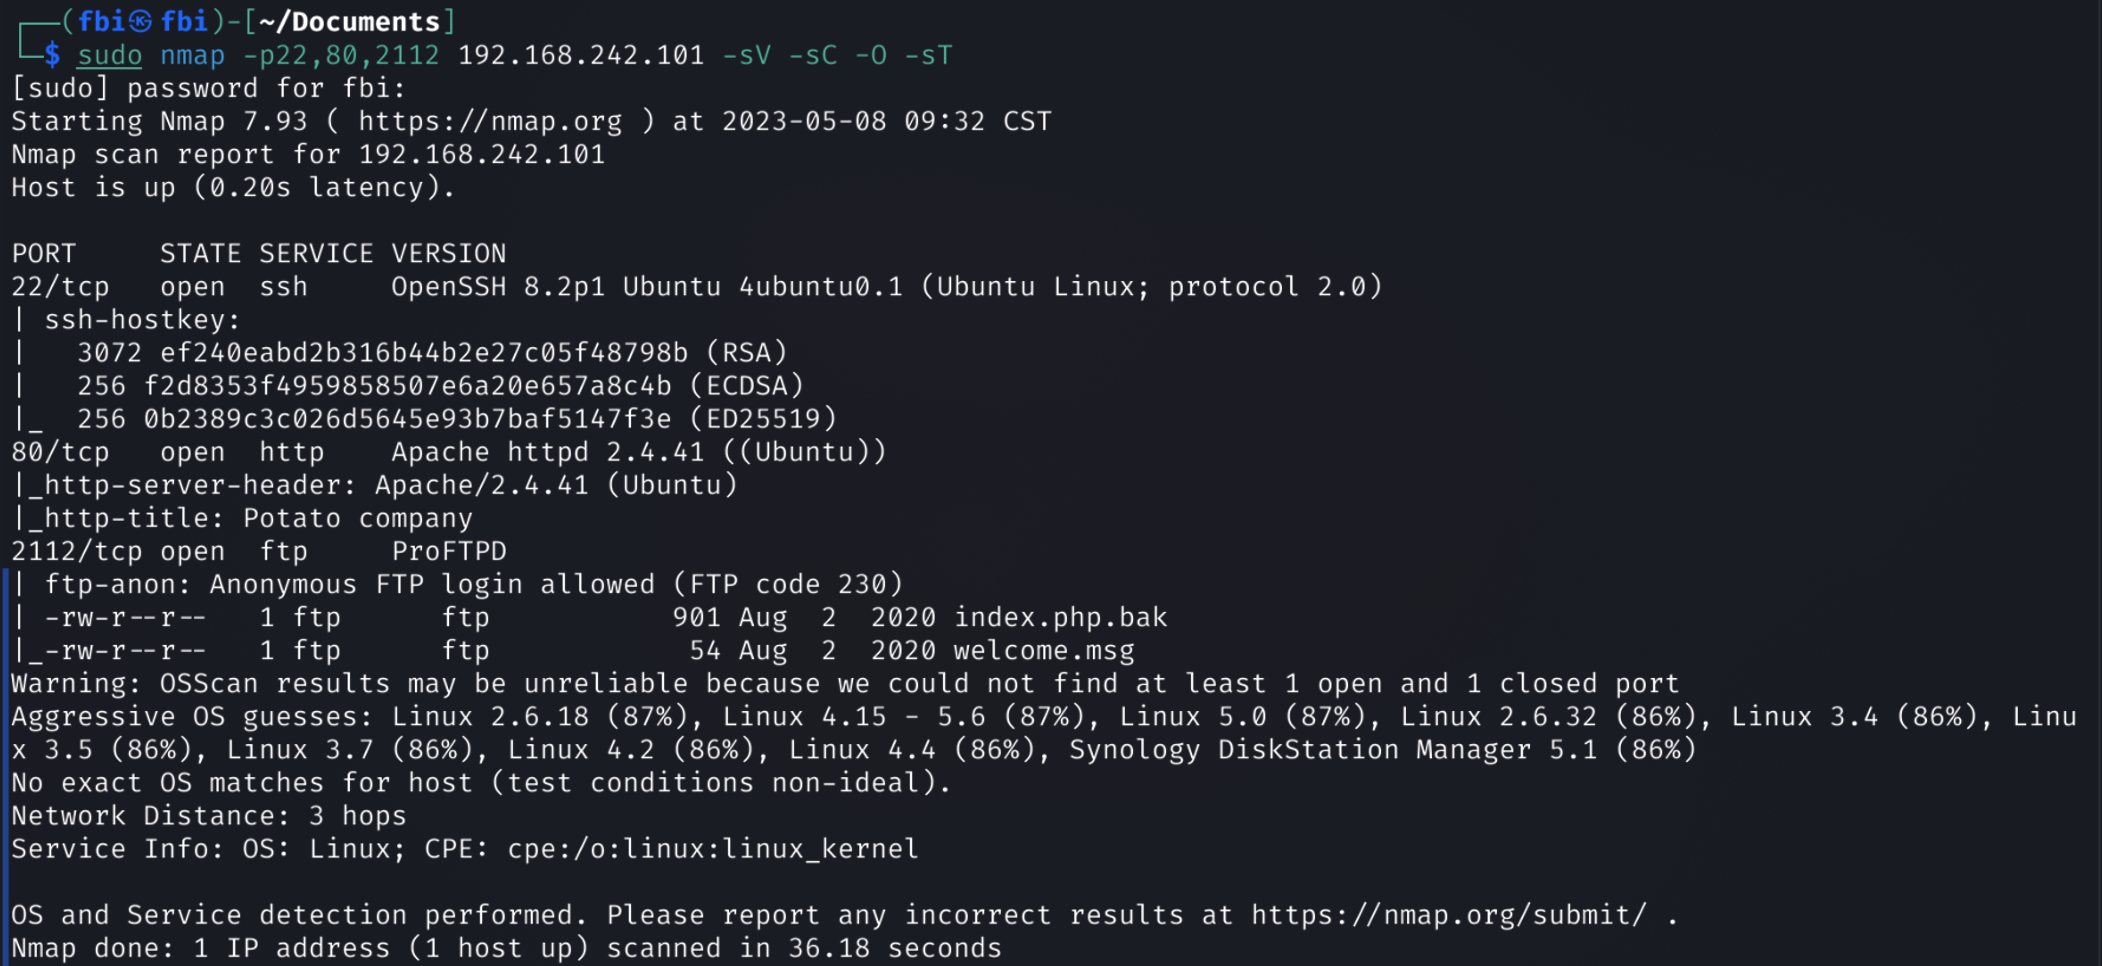 ┌──(fbi㉿fbi)-[~/Documents]
└─$ sudo nmap -p22,80,2112 192.168.242.101 -sV -sC -O -sT
[sudo] password for fbi:
Starting Nmap 7.93 ( https://nmap.org ) at 2023-05-08 09:32 CST
Nmap scan report for 192.168.242.101
Host is up (0.20s latency).

PORT     STATE SERVICE VERSION
22/tcp   open  ssh     OpenSSH 8.2p1 Ubuntu 4ubuntu0.1 (Ubuntu Linux; protocol 2.0)
| ssh-hostkey:
|   3072 ef240eabd2b316b44b2e27c05f48798b (RSA)
|   256 f2d8353f4959858507e6a20e657a8c4b (ECDSA)
|_  256 0b2389c3c026d5645e93b7baf5147f3e (ED25519)
80/tcp   open  http    Apache httpd 2.4.41 ((Ubuntu))
|_http-server-header: Apache/2.4.41 (Ubuntu)
|_http-title: Potato company
2112/tcp open  ftp     ProFTPD
| ftp-anon: Anonymous FTP login allowed (FTP code 230)
| -rw-r--r--   1 ftp      ftp           901 Aug  2  2020 index.php.bak
|_-rw-r--r--   1 ftp      ftp            54 Aug  2  2020 welcome.msg
Warning: OSScan results may be unreliable because we could not find at least 1 open and 1 closed port
Aggressive OS guesses: Linux 2.6.18 (87%), Linux 4.15 - 5.6 (87%), Linux 5.0 (87%), Linux 2.6.32 (86%), Linux 3.4 (86%), Linu
x 3.5 (86%), Linux 3.7 (86%), Linux 4.2 (86%), Linux 4.4 (86%), Synology DiskStation Manager 5.1 (86%)
No exact OS matches for host (test conditions non-ideal).
Network Distance: 3 hops
Service Info: OS: Linux; CPE: cpe:/o:linux:linux_kernel

OS and Service detection performed. Please report any incorrect results at https://nmap.org/submit/ .
Nmap done: 1 IP address (1 host up) scanned in 36.18 seconds